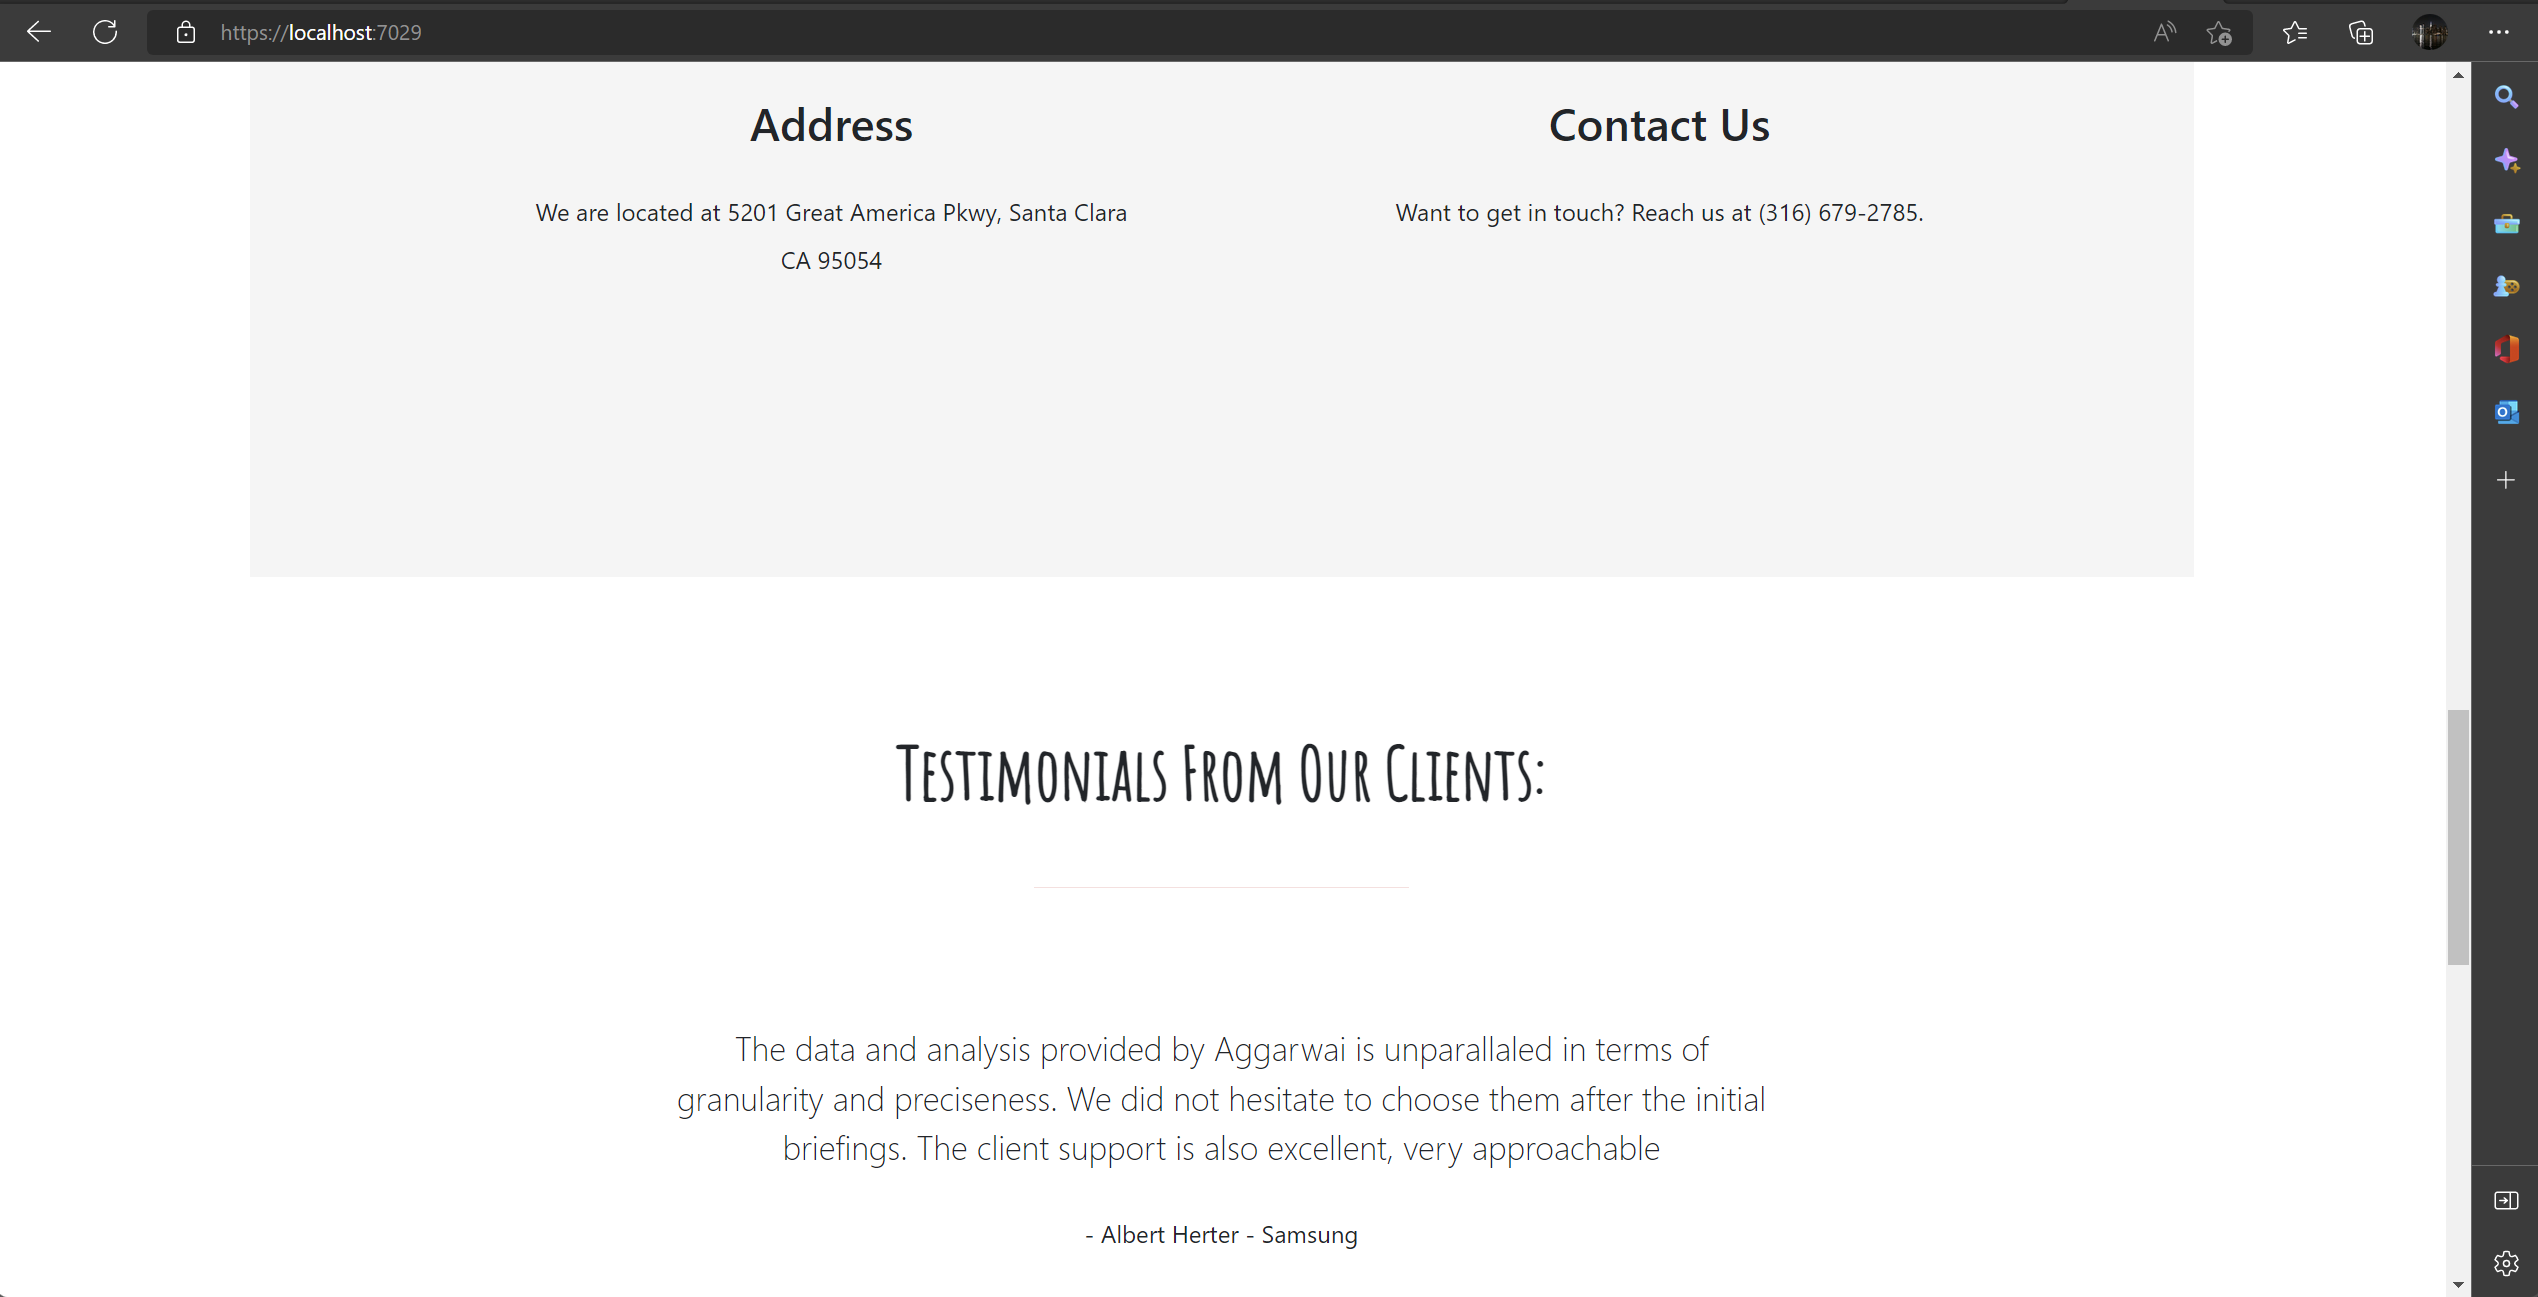 https://localhost:7029
Address
We are located at 5201 Great America Pkwy, Santa Clara
CA 95054
Contact Us
Want to get in touch? Reach us at (316) 679-2785.
Testimonials From Our Clients:
The data and analysis provided by Aggarwai is unparallaled in terms of
granularity and preciseness. We did not hesitate to choose them after the initial
briefings. The client support is also excellent, very approachable
- Albert Herter - Samsung